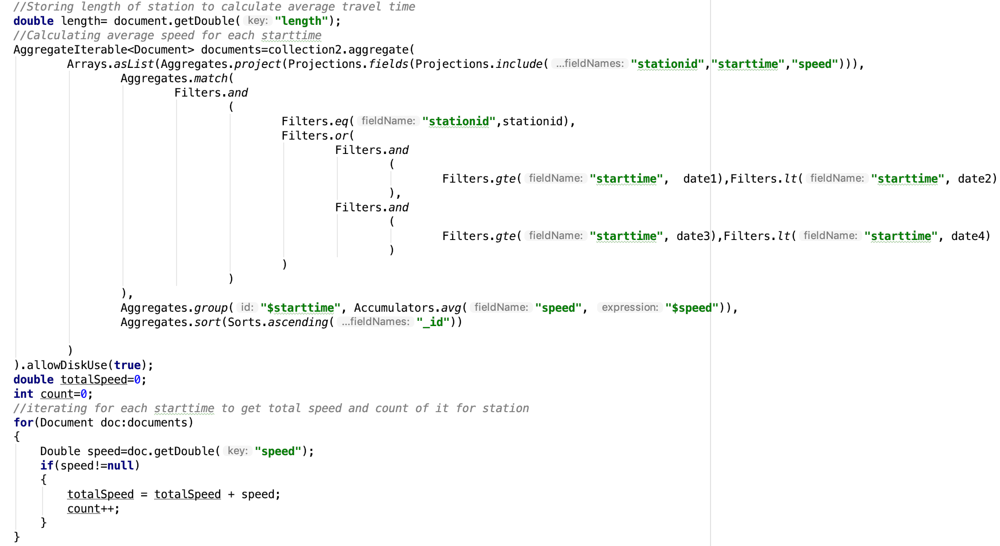 //Storing length of station to calculate average travel time
double length= document.getDouble( key: "length");
//Calculating average speed for each starttime
AggregateIterable<Document> documents=collection2.aggregate(
Arrays.asList(Aggregates.project(Projections.fields(Projections.include( ...fieldNames: "stationid","starttime","speed"))),
Aggregates.match(
Filters.and
(
Filters.eq( fieldName: "stationid",stationid),
Filters.or(
Filters.and
(
Filters.gte( fieldName: "starttime",  date1),Filters.lt( fieldName: "starttime", date2)
),
Filters.and
(
Filters.gte( fieldName: "starttime", date3),Filters.lt( fieldName: "starttime", date4)
)
)
)
),
Aggregates.group( id: "$starttime", Accumulators.avg( fieldName: "speed",  expression: "$speed")),
Aggregates.sort(Sorts.ascending( ...fieldNames: "_id"))
)
).allowDiskUse(true);
double totalSpeed=0;
int count=0;
//iterating for each starttime to get total speed and count of it for station
for(Document doc:documents)
{
Double speed=doc.getDouble( key: "speed");
if(speed!=null)
{
totalSpeed = totalSpeed + speed;
count++;
}
}